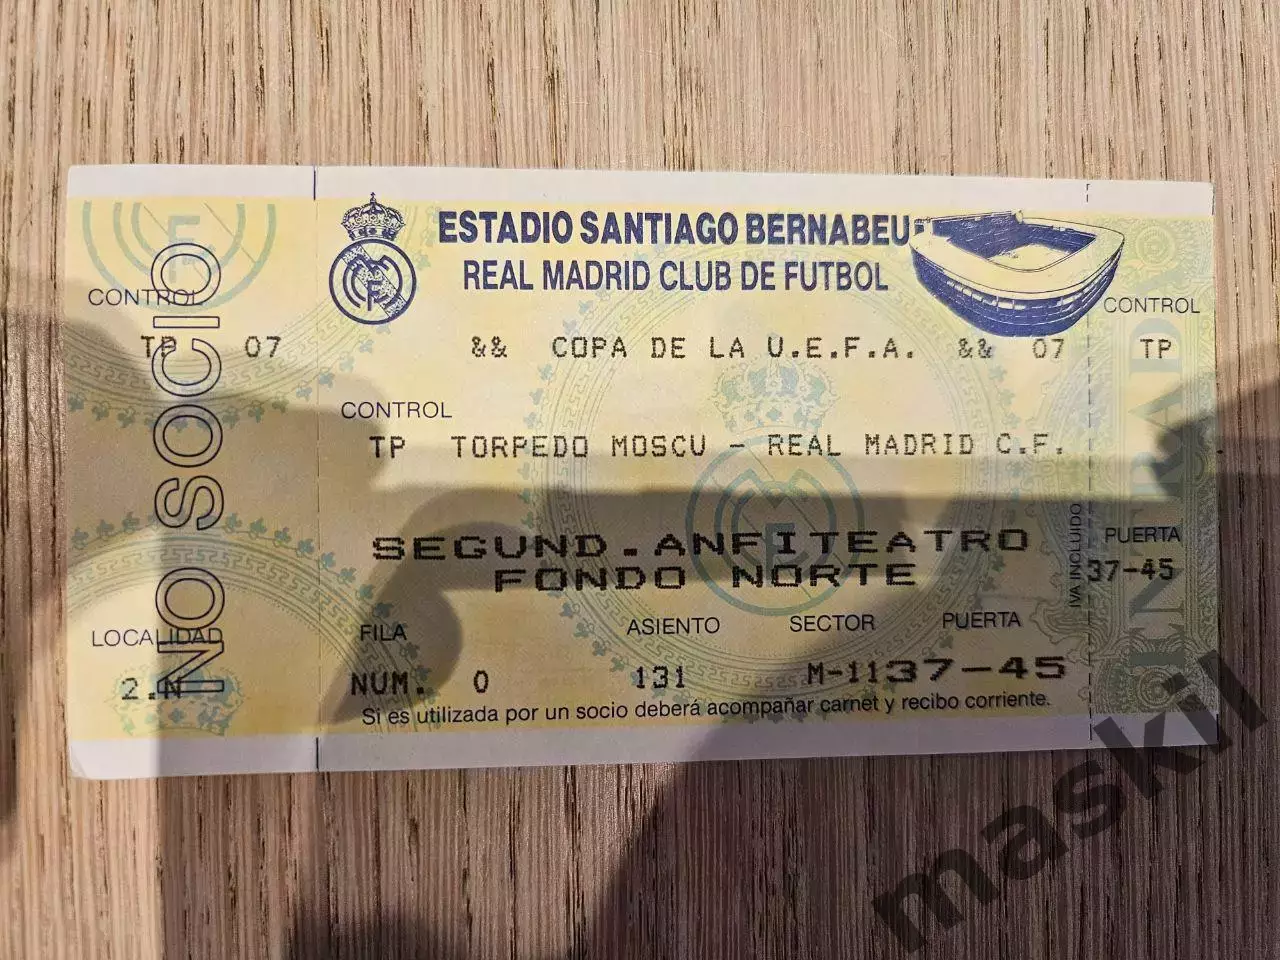 ESTADIO SANTIAGO BERNABEU
REAL MADRID CLUB DE FUTBOL
CONTROL
CONTROL
TP 07
&& COPA DE LA U.E.F.A. && 07
TP
NO SOCIO
CONTROL
TP TORPEDO MOSCU - REAL MADRID C.F.
SEGUND.ANFITEATRO
FONDO NORTE
IVA INCLUIDO
PUERTA
37-45
LOCALIDAD
2.N
FILA ASIENTO SECTOR PUERTA
NUM. 0 131 M-1137-45
Si es utilizada por un socio deberá acompañar carnet y recibo corriente.
maskil